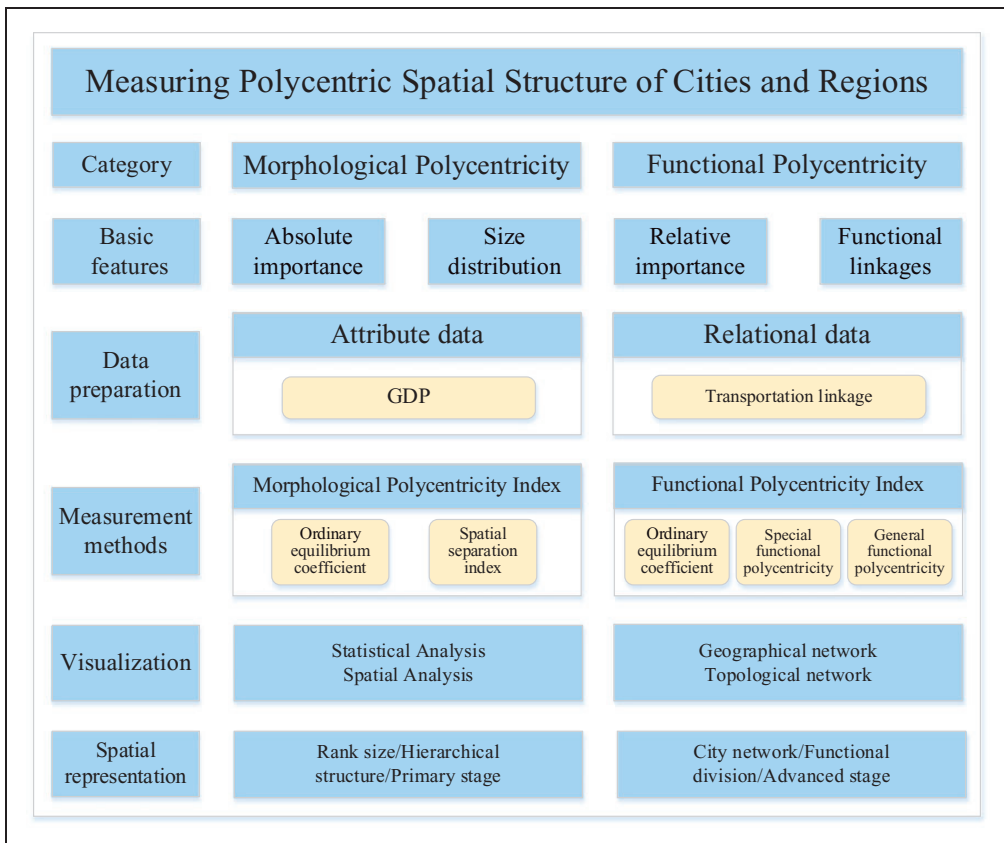 Measuring Polycentric Spatial Structure of Cities and Regions
Category
Morphological Polycentricity
Functional Polycentricity
Basic
features
Absolute
importance
Size
distribution
Relative
importance
Functional
linkages
Data
preparation
Attribute data
GDP
Relational data
Transportation linkage
Measurement
methods
Morphological Polycentricity Index
Ordinary
equilibrium
coefficient
Spatial
separation
index
Functional Polycentricity Index
Ordinary
equilibrium
coefficient
Special
functional
polycentricity
General
functional
polycentricity
Visualization
Statistical Analysis
Spatial Analysis
Geographical network
Topological network
Spatial
representation
Rank size/Hierarchical
structure/Primary stage
City network/Functional
division/Advanced stage